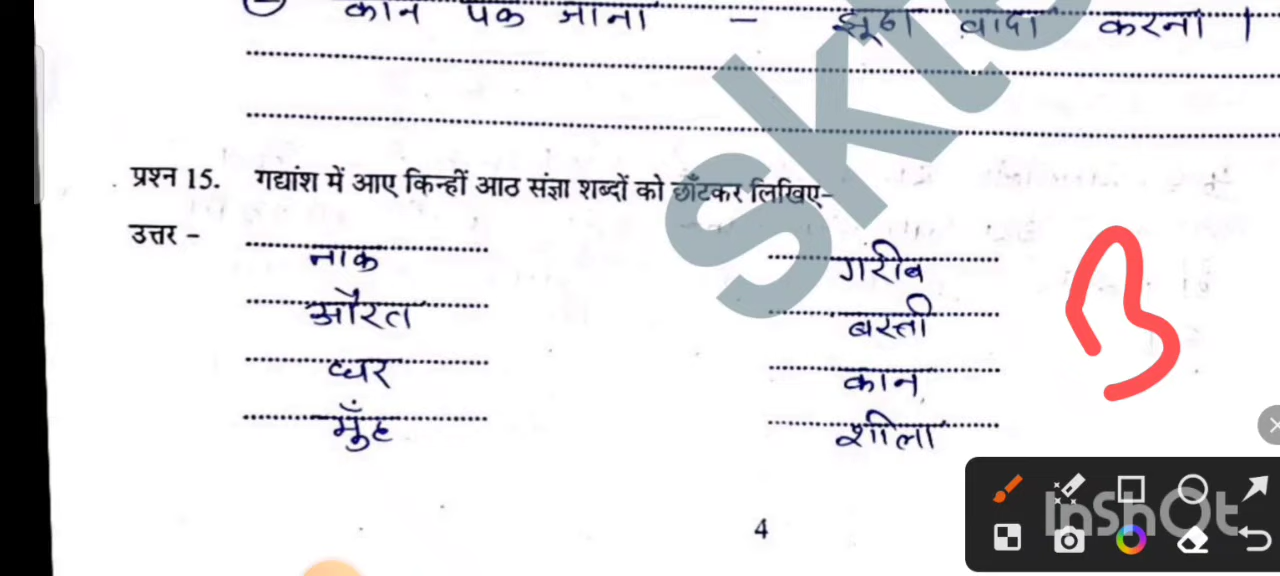 कान पक जाना – झूठा वादा करना ।
प्रश्न 15. गद्यांश में आए किन्हीं आठ संज्ञा शब्दों को छाँटकर लिखिए-
उत्तर -
नाक गरीब
औरत बस्ती
घर कान
मुँह शीला
4
InShOt